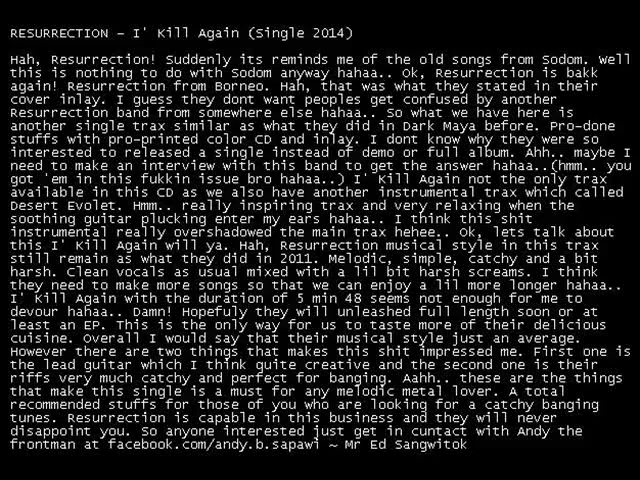 RESURRECTION - I' Kill Again (Single 2014)
Hah, Resurrection! Suddenly its reminds me of the old songs from Sodom. Well
this is nothing to do with Sodom anyway hahaa.. Ok, Resurrection is bakk
again! Resurrection from Borneo. Hah, that was what they stated in their
cover inlay. I guess they dont want peoples get confused by another
Resurrection band from somewhere else hahaa.. So what we have here is
another single trax similar as what they did in Dark Maya before. Pro-done
stuffs with pro-printed color CD and inlay. I dont know why they were so
interested to released a single instead of demo or full album. Ahh.. maybe I
need to make an interview with this band to get the answer hahaa..(hmm.. you
got 'em in this fukkin issue bro hahaa..) I' Kill Again not the only trax
available in this CD as we also have another instrumental trax which called
Desert Evolet. Hmm.. really inspiring trax and very relaxing when the
soothing guitar plucking enter my ears hahaa.. I think this shit
instrumental really overshadowed the main trax hehee.. Ok, lets talk about
this I' Kill Again will ya. Hah, Resurrection musical style in this trax
still remain as what they did in 2011. Melodic, simple, catchy and a bit
harsh. Clean vocals as usual mixed with a lil bit harsh screams. I think
they need to make more songs so that we can enjoy a lil more longer hahaa..
I' Kill Again with the duration of 5 min 48 seems not enough for me to
devour hahaa.. Damn! Hopefuly they will unleashed full length soon or at
least an EP. This is the only way for us to taste more of their delicious
cuisine. Overall I would say that their musical style just an average.
However there are two things that makes this shit impressed me. First one is
the lead guitar which I think quite creative and the second one is their
riffs very much catchy and perfect for banging. Aahh.. these are the things
that make this single is a must for any melodic metal lover. A total
recommended stuffs for those of you who are looking for a catchy banging
tunes. Resurrection is capable in this business and they will never
disappoint you. So anyone interested just get in cuntact with Andy the
frontman at facebook.com/andy.b.sapawi ~ Mr Ed Sangwitok